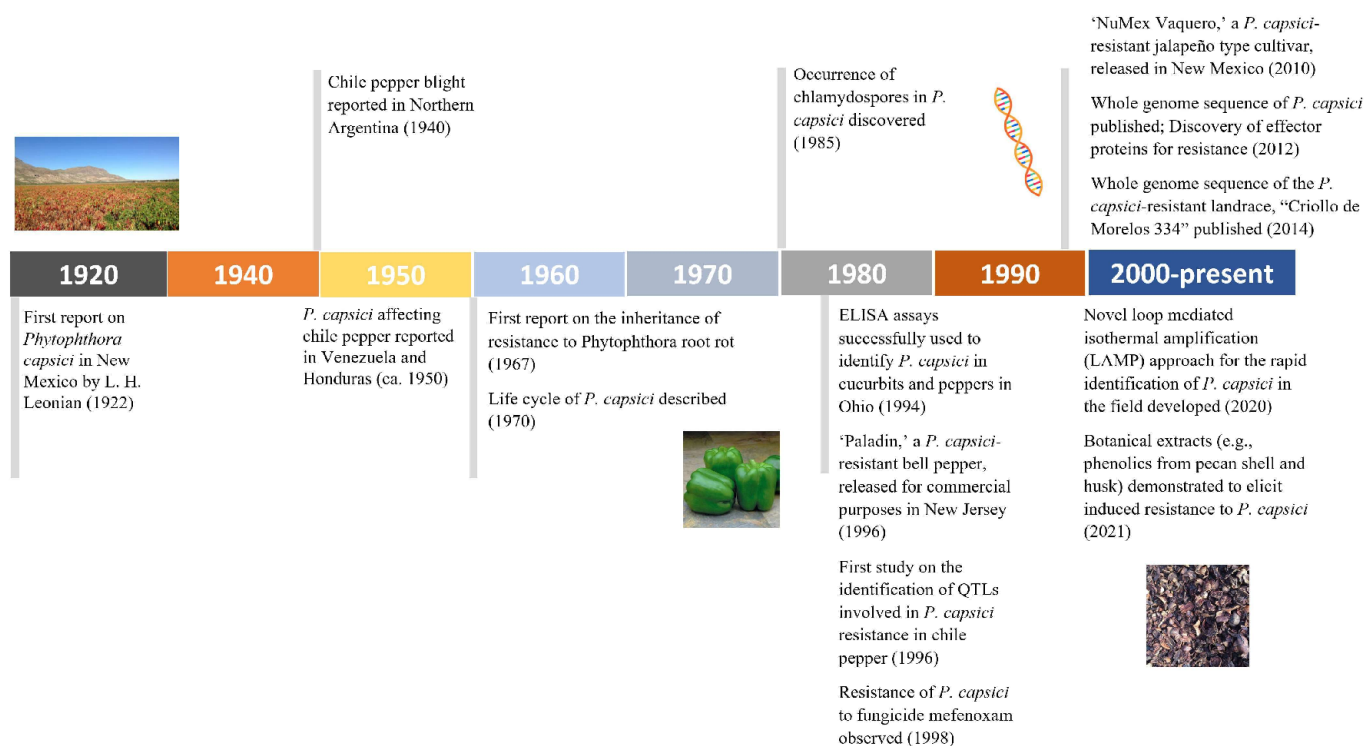 Chile pepper blight
reported in Northern
Argentina (1940)
Occurrence of
chlamydospores in P.
capsici discovered
(1985)
‘NuMex Vaquero,’ a P. capsici-
resistant jalapeño type cultivar,
released in New Mexico (2010)
Whole genome sequence of P. capsici
published; Discovery of effector
proteins for resistance (2012)
Whole genome sequence of the P.
capsici-resistant landrace, “Criollo de
Morelos 334” published (2014)
1920
1940
1950
1960
1970
1980
1990
2000-present
First report on
Phytophthora
capsici in New
Mexico by L. H.
Leonian (1922)
P. capsici affecting
chile pepper reported
in Venezuela and
Honduras (ca. 1950)
First report on the inheritance of
resistance to Phytophthora root rot
(1967)
Life cycle of P. capsici described
(1970)
ELISA assays
successfully used to
identify P. capsici in
cucurbits and peppers in
Ohio (1994)
‘Paladin,’ a P. capsici-
resistant bell pepper,
released for commercial
purposes in New Jersey
(1996)
First study on the
identification of QTLs
involved in P. capsici
resistance in chile
pepper (1996)
Resistance of P. capsici
to fungicide mefenoxam
observed (1998)
Novel loop mediated
isothermal amplification
(LAMP) approach for the rapid
identification of P. capsici in
the field developed (2020)
Botanical extracts (e.g.,
phenolics from pecan shell and
husk) demonstrated to elicit
induced resistance to P. capsici
(2021)